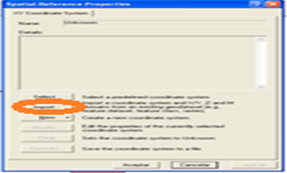 Spatial Reference Properties
XY Coordinate System
Name: Unknown
Details:
Select... Select a predefined coordinate system.
Import... Import a coordinate system and X/Y, Z and M
domains from an existing geodataset (e.g.,
feature dataset, feature class, raster)
New Create a new coordinate system.
Modify... Edit the properties of the currently selected
coordinate system.
Clear Sets the coordinate system to Unknown.
Save As... Save the coordinate system to a file.
Aceptar Cancelar Aplicar